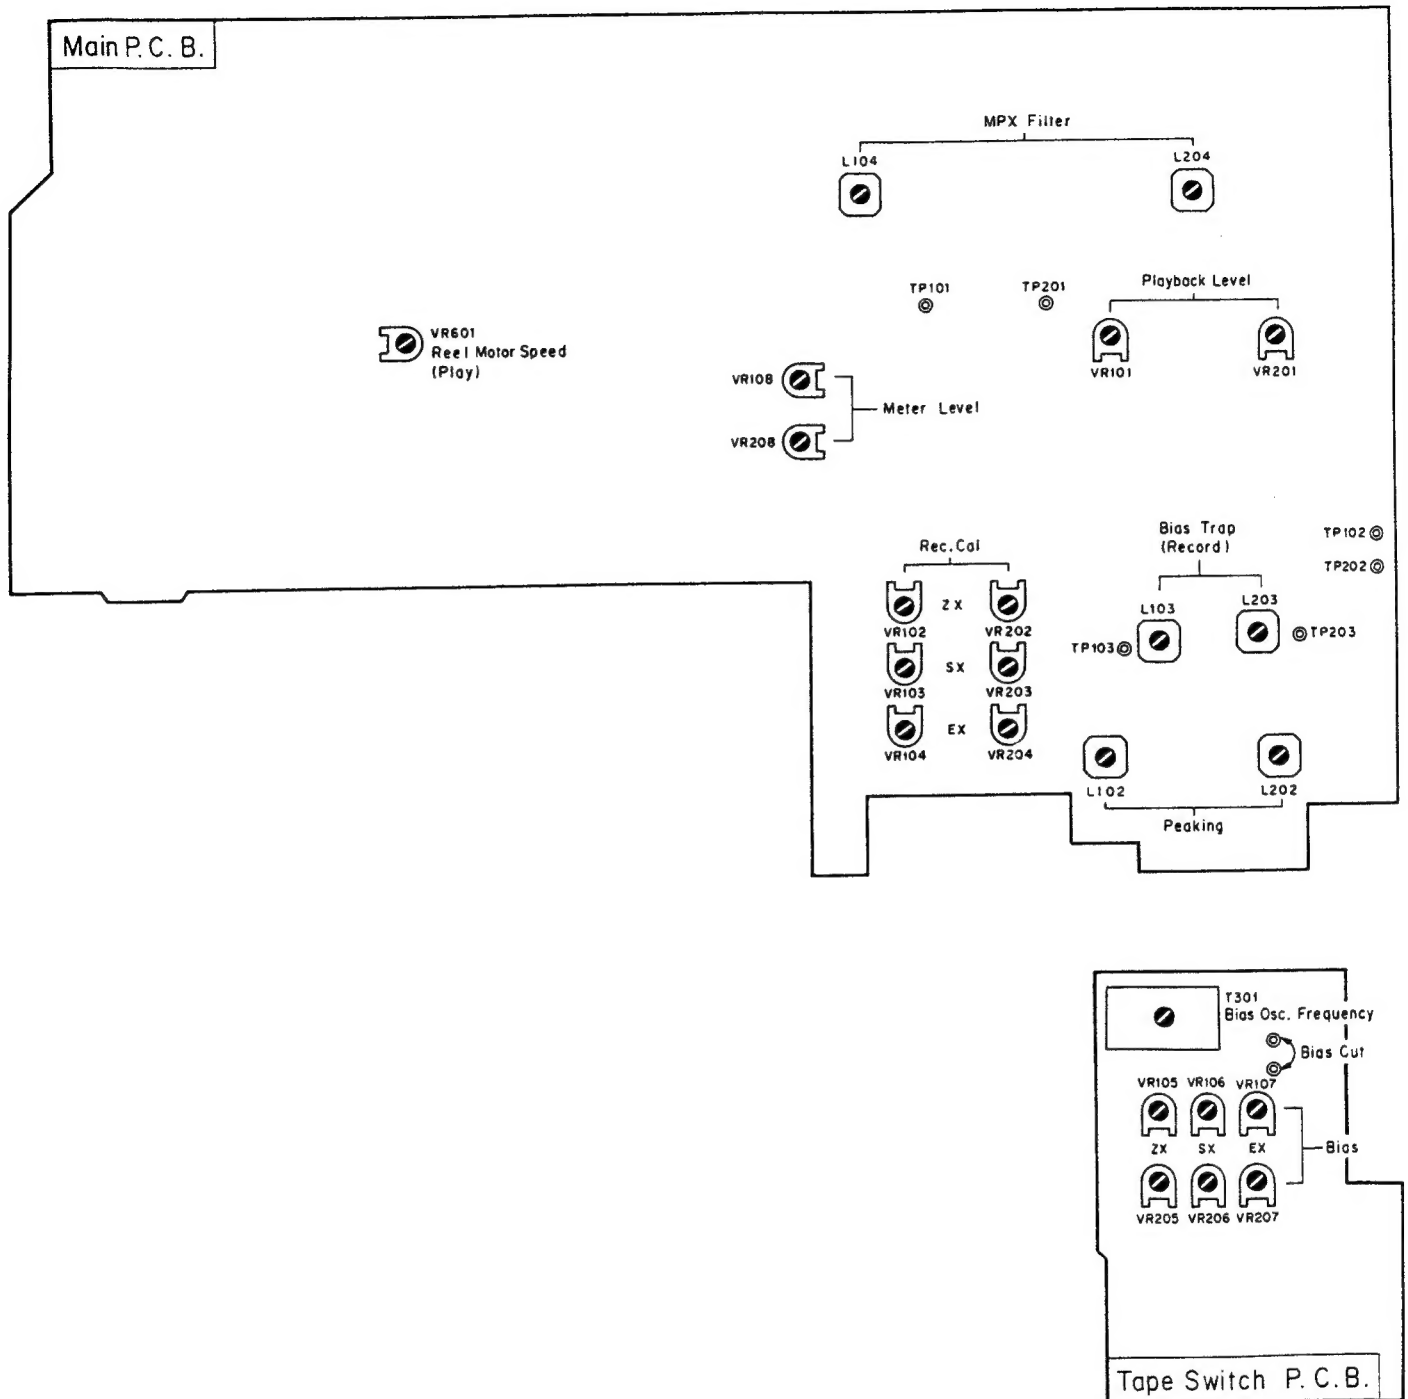 Main P. C. B.
MPX Filter
L104
L204
TP101
TP201
Playback Level
VR101
VR201
VR601
Reel Motor Speed
(Play)
VR108
VR208
Meter Level
Rec. Cal
ZX
VR102
VR202
SX
VR103
VR203
EX
VR104
VR204
Bias Trap
(Record)
L103
L203
TP102
TP202
TP103
TP203
L102
L202
Peaking
T301
Bias Osc. Frequency
Bias Cut
VR105 VR106 VR107
ZX SX EX
Bias
VR205 VR206 VR207
Tape Switch P. C. B.